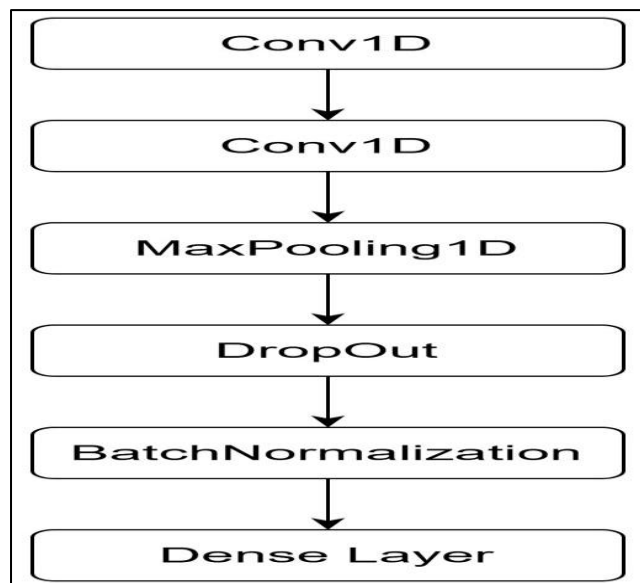 Conv1D
Conv1D
MaxPooling1D
DropOut
BatchNormalization
Dense Layer